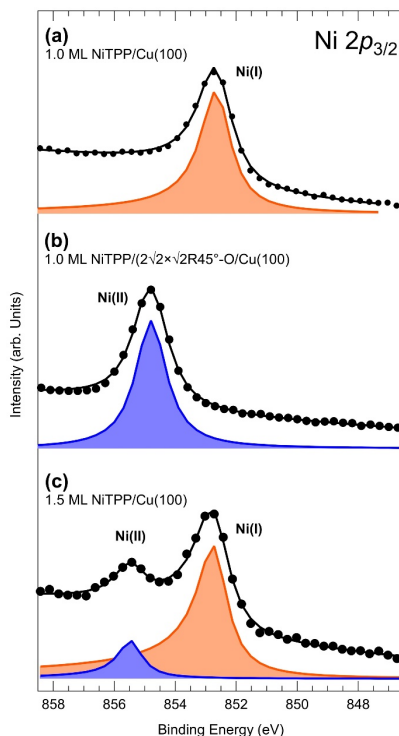 (a)
Ni 2p3/2
1.0 ML NiTPP/Cu(100)
Ni(I)
(b)
1.0 ML NiTPP/(2√2×√2R45°-O/Cu(100)
Ni(II)
(c)
1.5 ML NiTPP/Cu(100)
Ni(II)
Ni(I)
Intensity (arb. Units)
858 856 854 852 850 848
Binding Energy (eV)